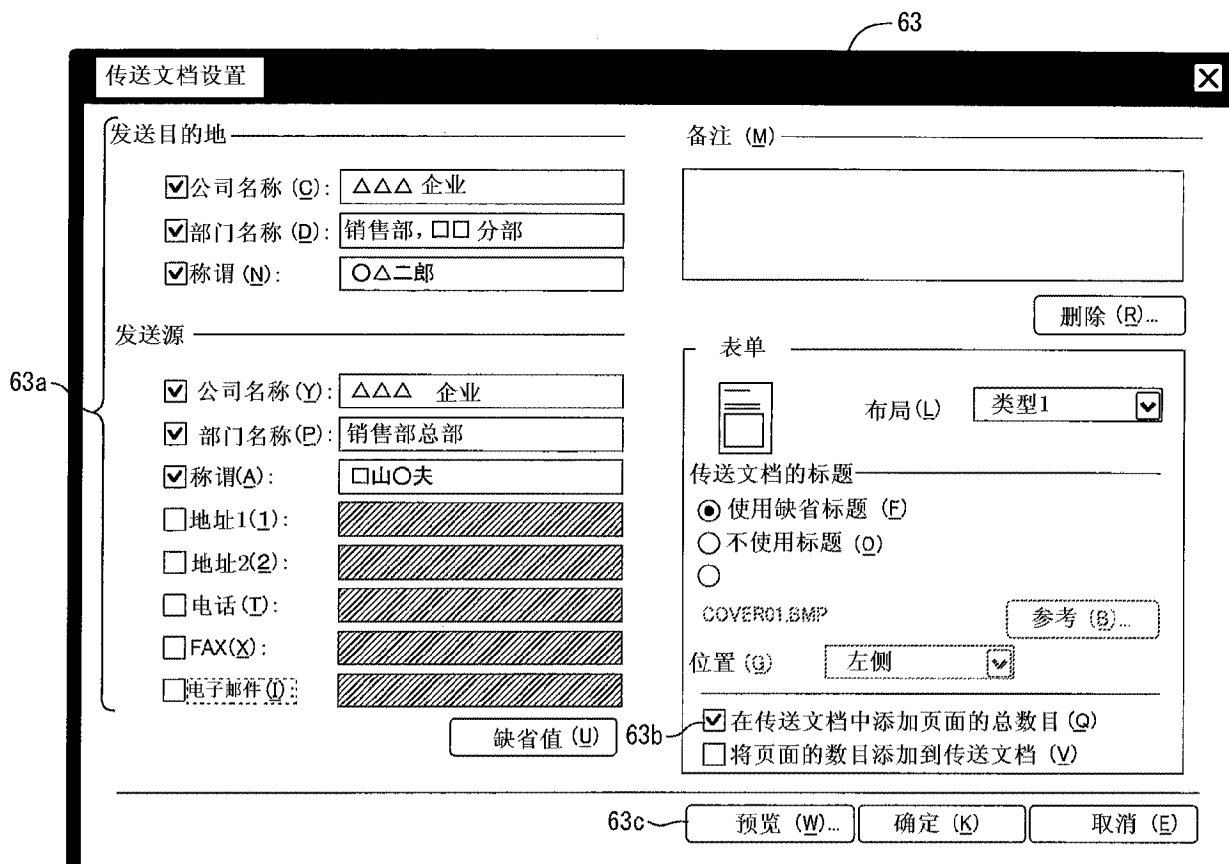 63
传送文档设置
发送目的地
公司名称 (C): △△△ 企业
部门名称 (D): 销售部, □□ 分部
称谓 (N): ○△二郎
发送源
63a
公司名称 (Y): △△△ 企业
部门名称 (P): 销售部总部
称谓(A): □山○夫
地址1(1):
地址2(2):
电话 (T):
FAX(X):
电子邮件(I):
缺省值 (U)
备注 (M)
删除 (R)...
表单
布局(L) 类型1
传送文档的标题
使用缺省标题 (F)
不使用标题 (O)
COVER01.BMP
参考 (B)...
位置 (G) 左侧
63b
在传送文档中添加页面的总数目 (Q)
将页面的数目添加到传送文档 (V)
63c
预览 (W)... 确定 (K) 取消 (E)